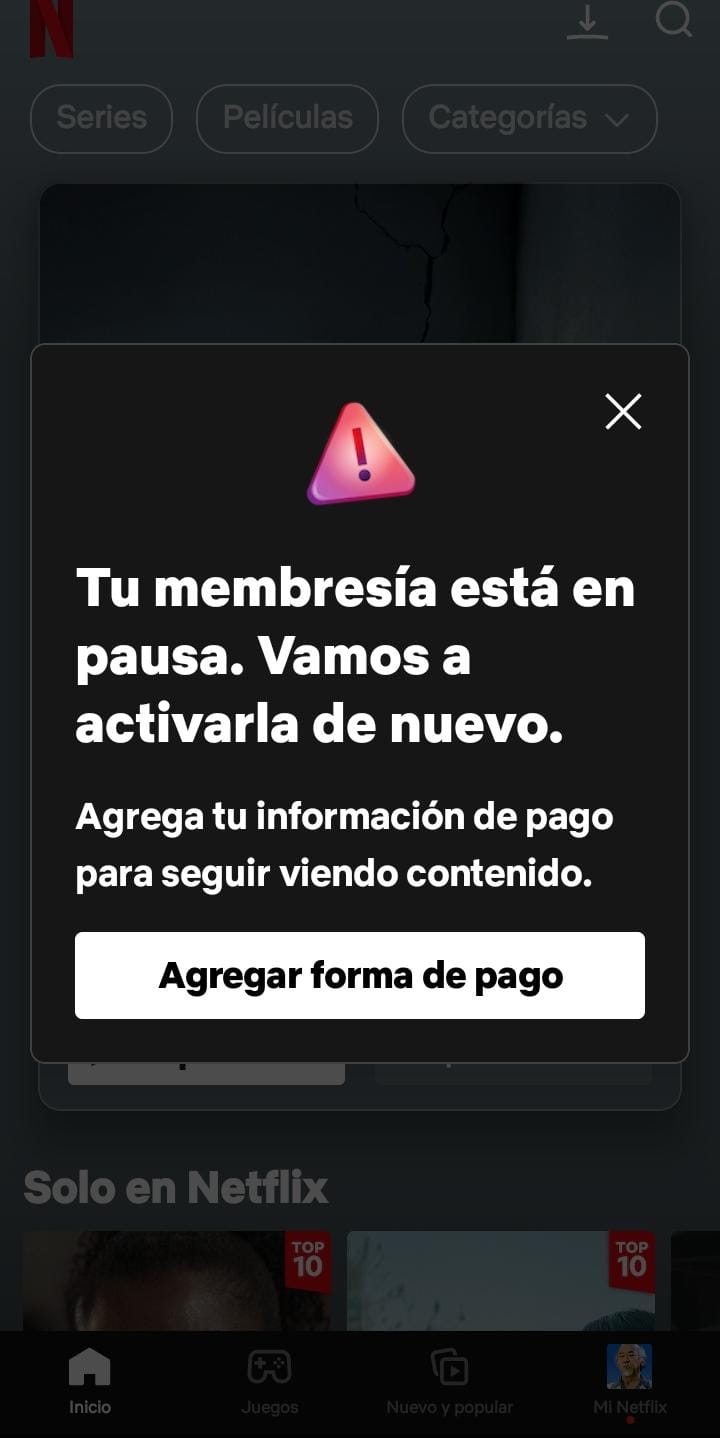 N
Series
Películas
Categorías
Tu membresía está en
pausa. Vamos a
activarla de nuevo.
Agrega tu información de pago
para seguir viendo contenido.
Agregar forma de pago
Solo en Netflix
TOP
10
TOP
10
Inicio
Juegos
Nuevo y popular
Mi Netflix